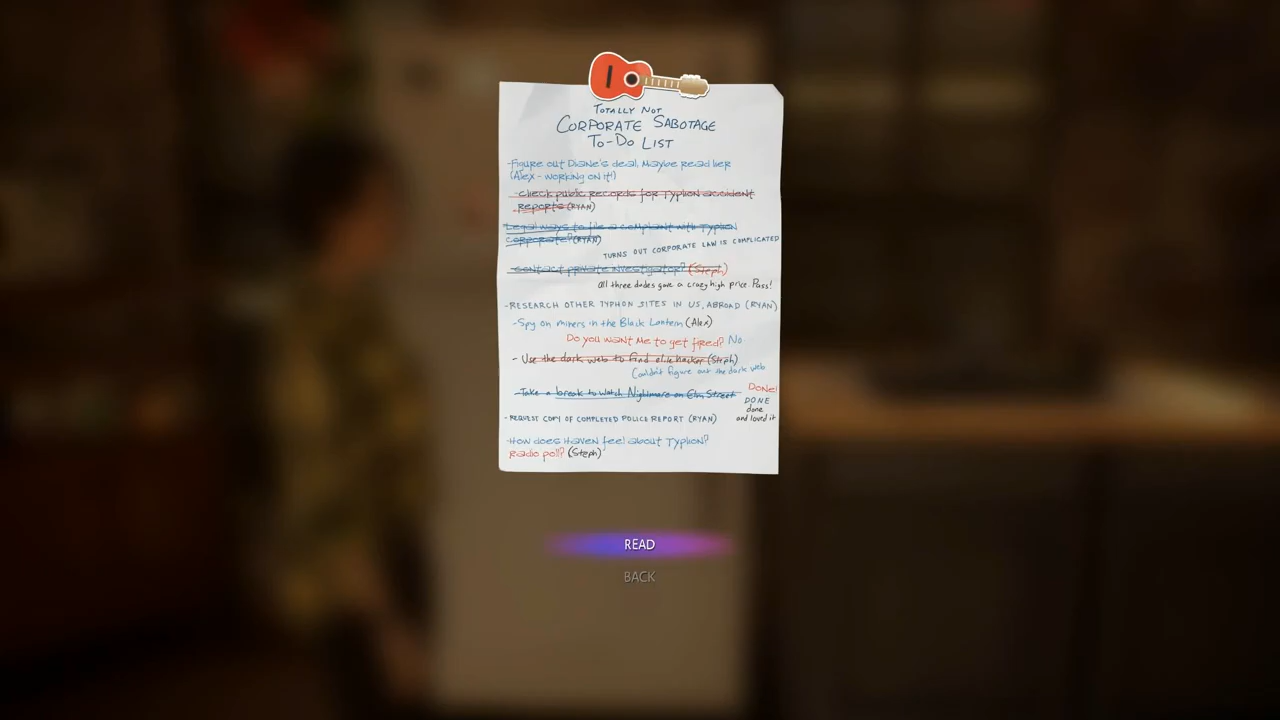 TOTALLY NOT
CORPORATE SABOTAGE
TO-DO LIST
-Figure out Diane's deal, Maybe read her
(Alex - working on it!)
-Check public records for Typhon accident
reports (RYAN)
Legal ways to file a complaint with Typhon
corporate? (RYAN)
TURNS OUT CORPORATE LAW IS COMPLICATED
-Contact private investigator? (Steph)
All three dudes gave a crazy high price. Pass!
-RESEARCH OTHER TYPHON SITES IN US, ABROAD (RYAN)
-Spy on miners in the Black Lantern (Alex)
Do you want me to get fired? No
- Use the dark web to find elite hacker (Steph)
Couldn't figure out the dark web
-Take a break to watch Nightmare on Elm Street
DONE!
DONE
done
and loved it
-REQUEST COPY OF COMPLETED POLICE REPORT (RYAN)
-How does Haven feel about Typhon?
Radio poll? (Steph)
READ
BACK